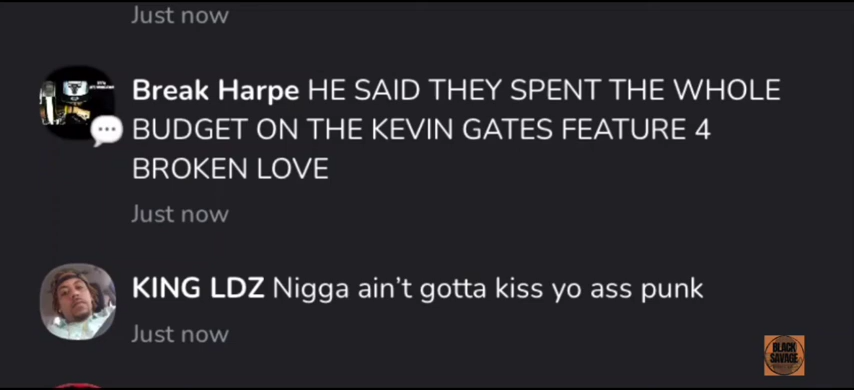 Just now
Break Harpe HE SAID THEY SPENT THE WHOLE
BUDGET ON THE KEVIN GATES FEATURE 4
BROKEN LOVE
Just now
KING LDZ Nigga ain't gotta kiss yo ass punk
Just now
BLACK
SAVAGE